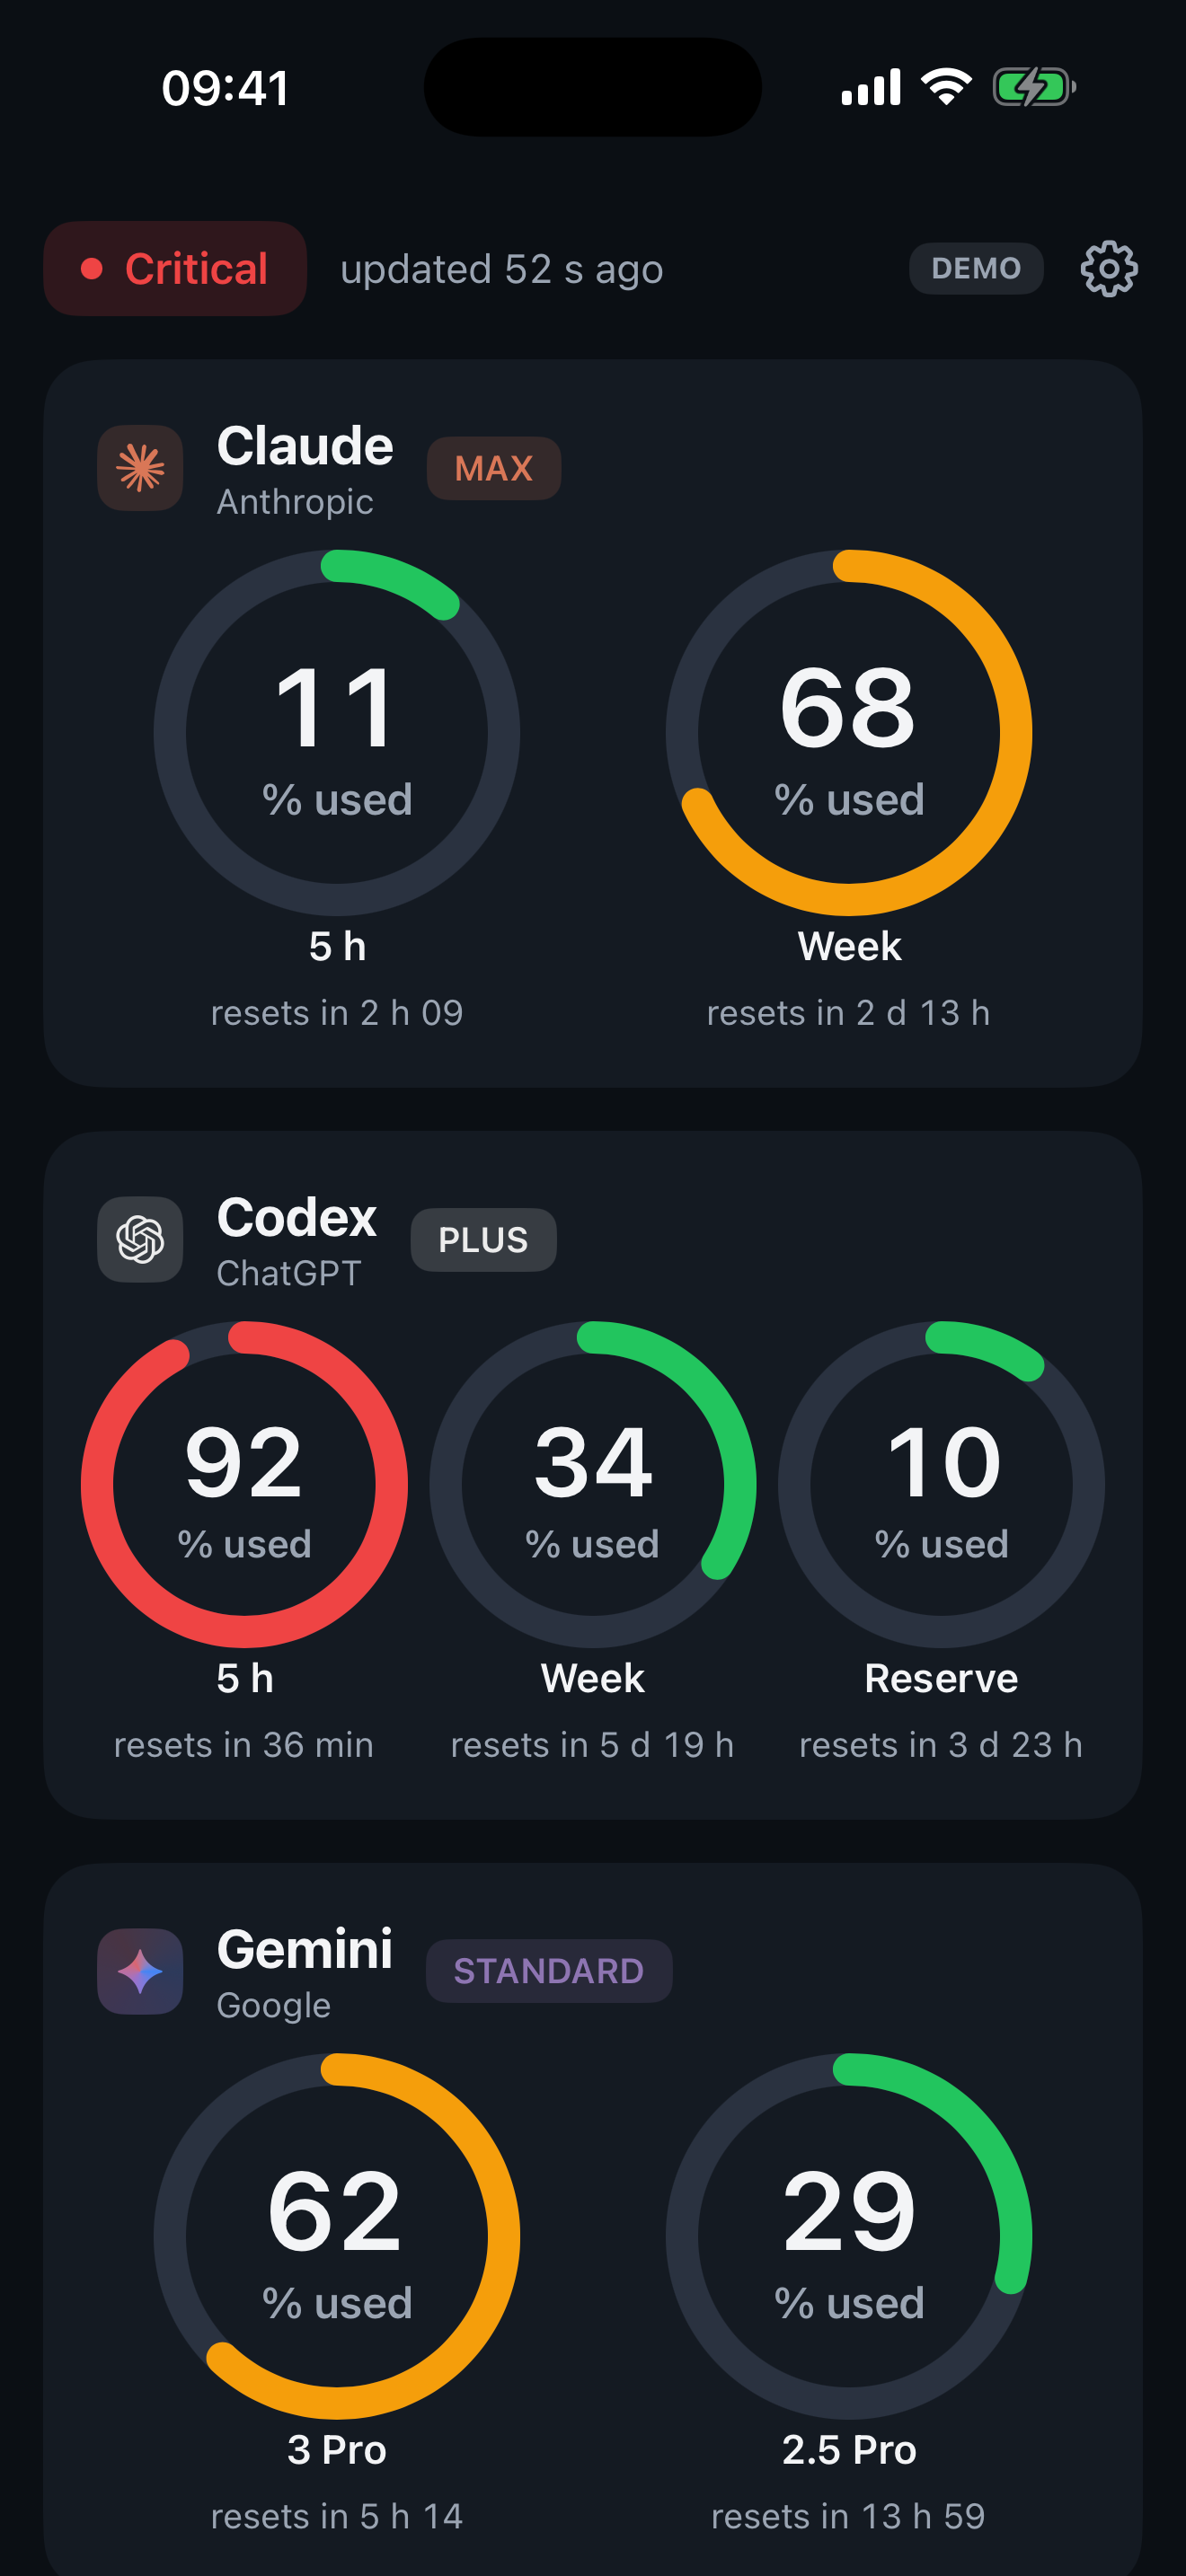 09:41
Critical
updated 52 s ago
DEMO
Claude
Anthropic
MAX
11
% used
5 h
resets in 2 h 09
68
% used
Week
resets in 2 d 13 h
Codex
ChatGPT
PLUS
92
% used
5 h
resets in 36 min
34
% used
Week
resets in 5 d 19 h
10
% used
Reserve
resets in 3 d 23 h
Gemini
Google
STANDARD
62
% used
3 Pro
resets in 5 h 14
29
% used
2.5 Pro
resets in 13 h 59